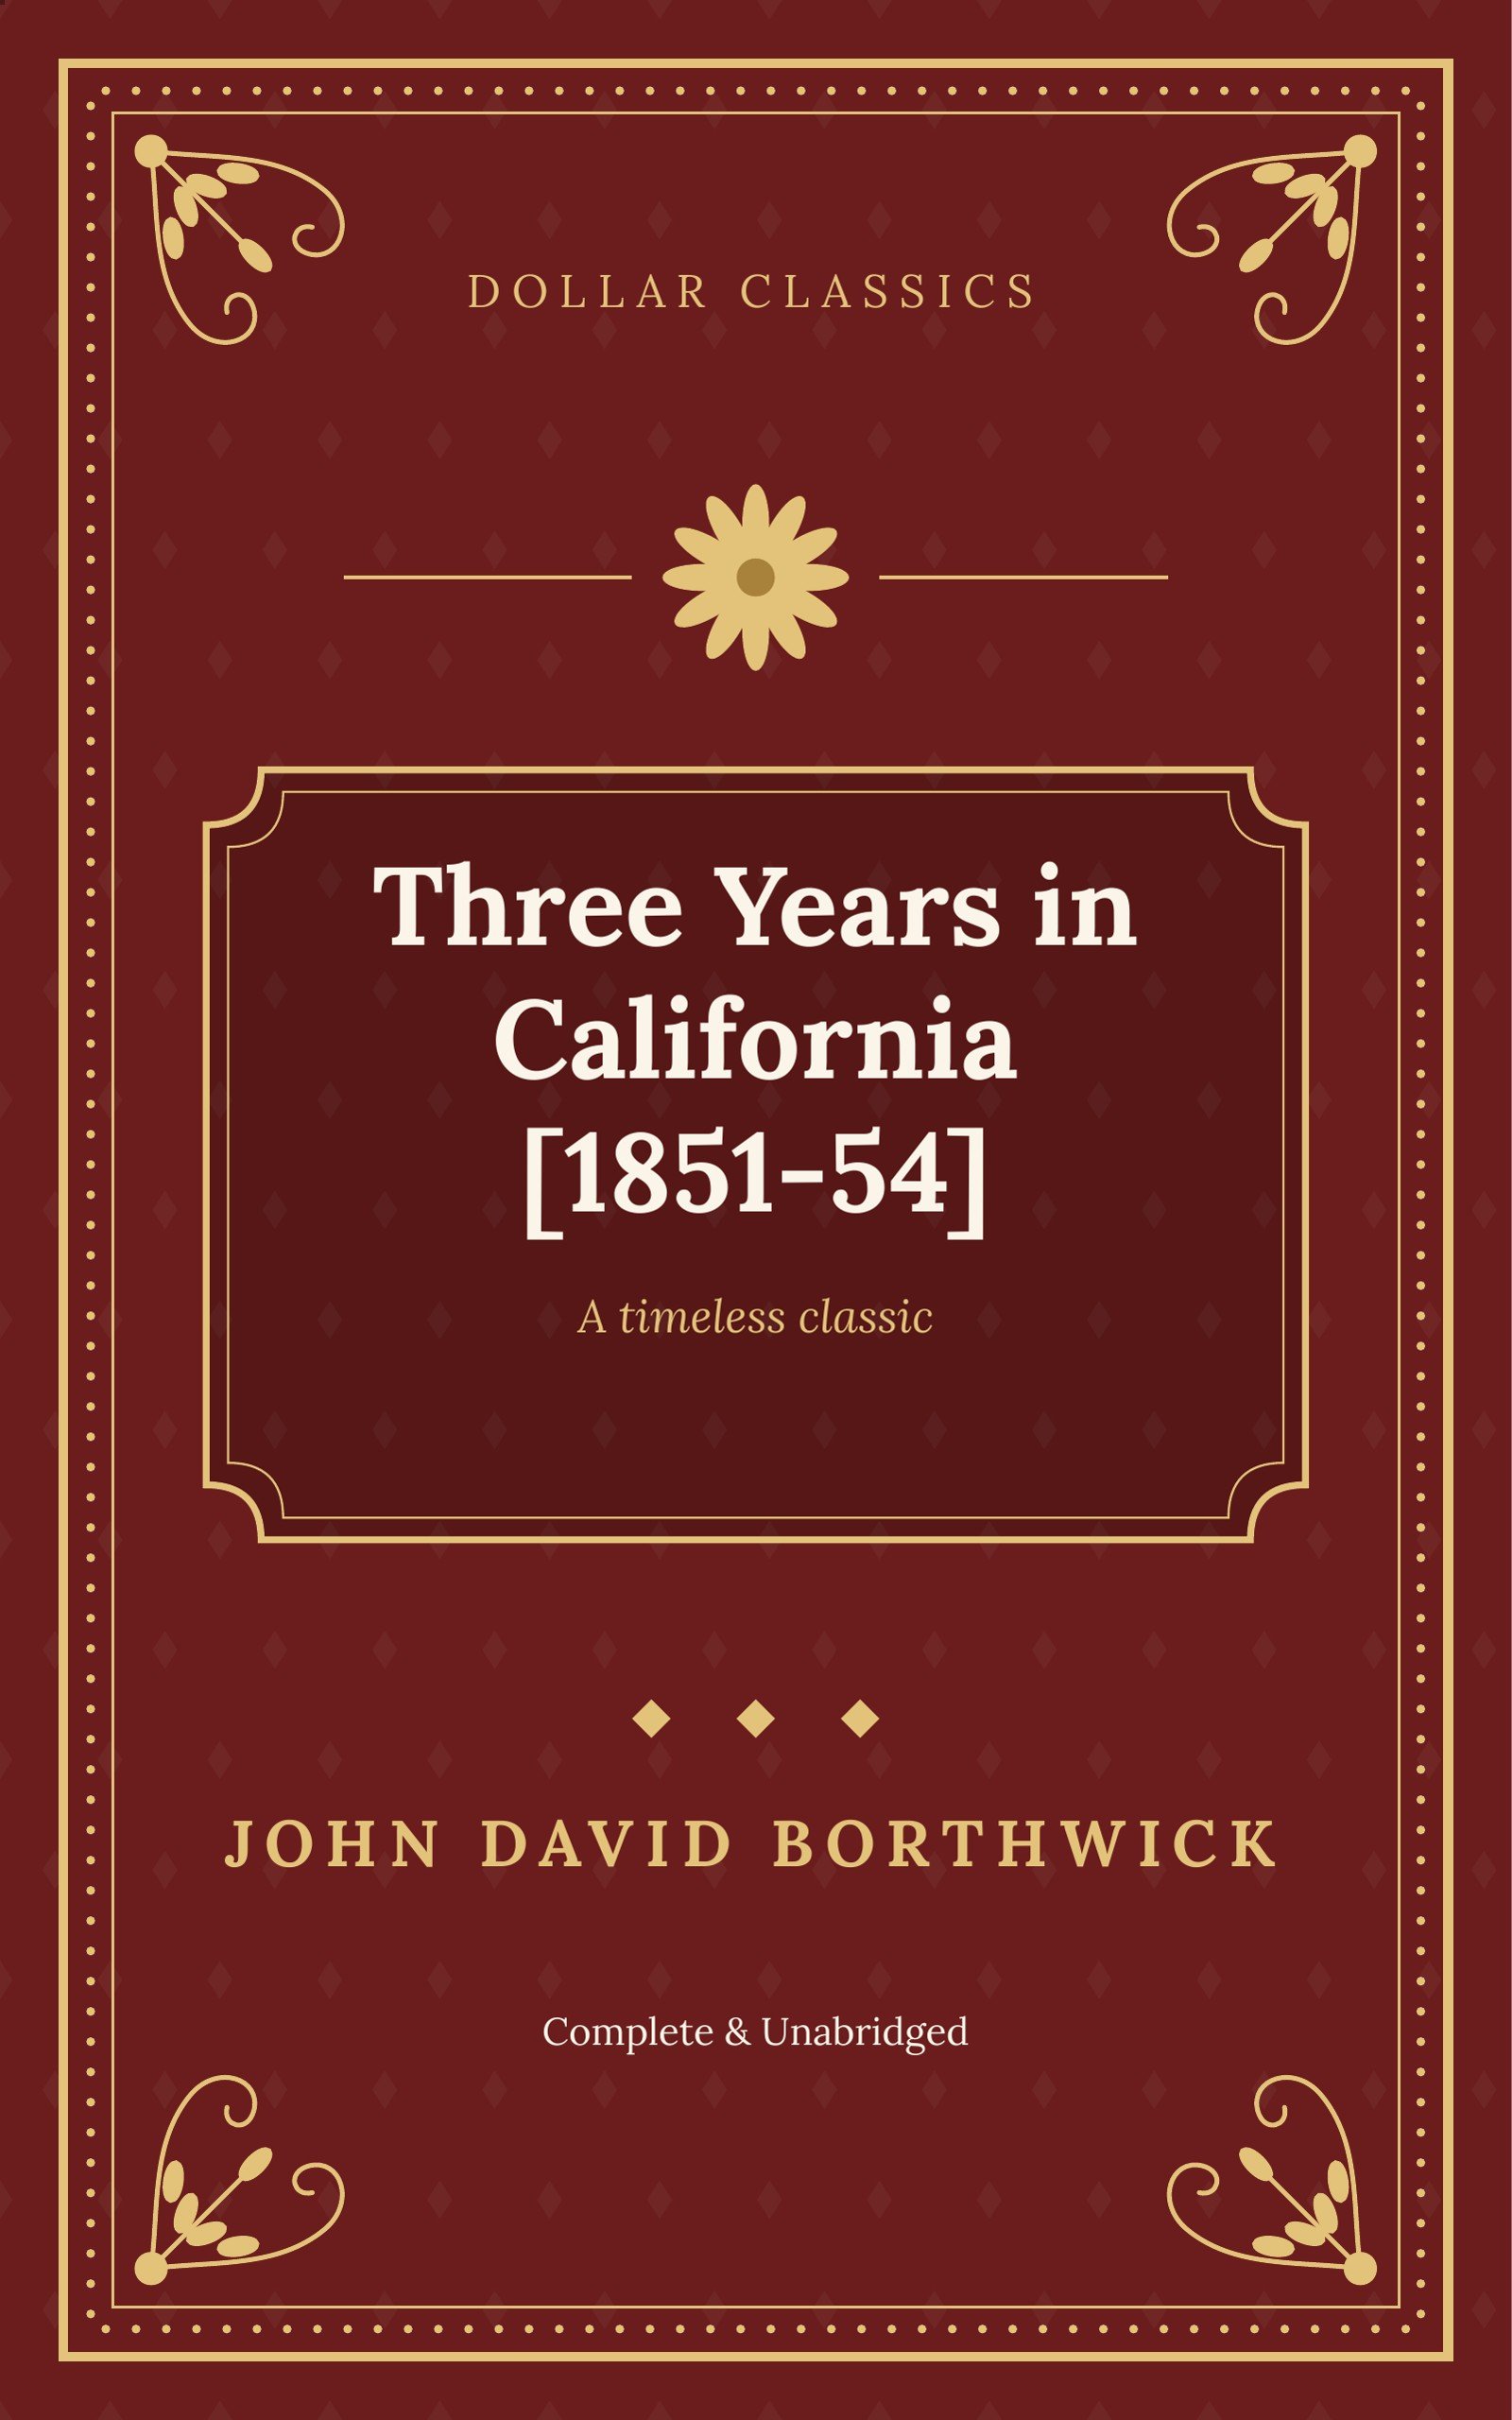 DOLLAR CLASSICS
Three Years in
California
[1851–54]
A timeless classic
JOHN DAVID BORTHWICK
Complete & Unabridged